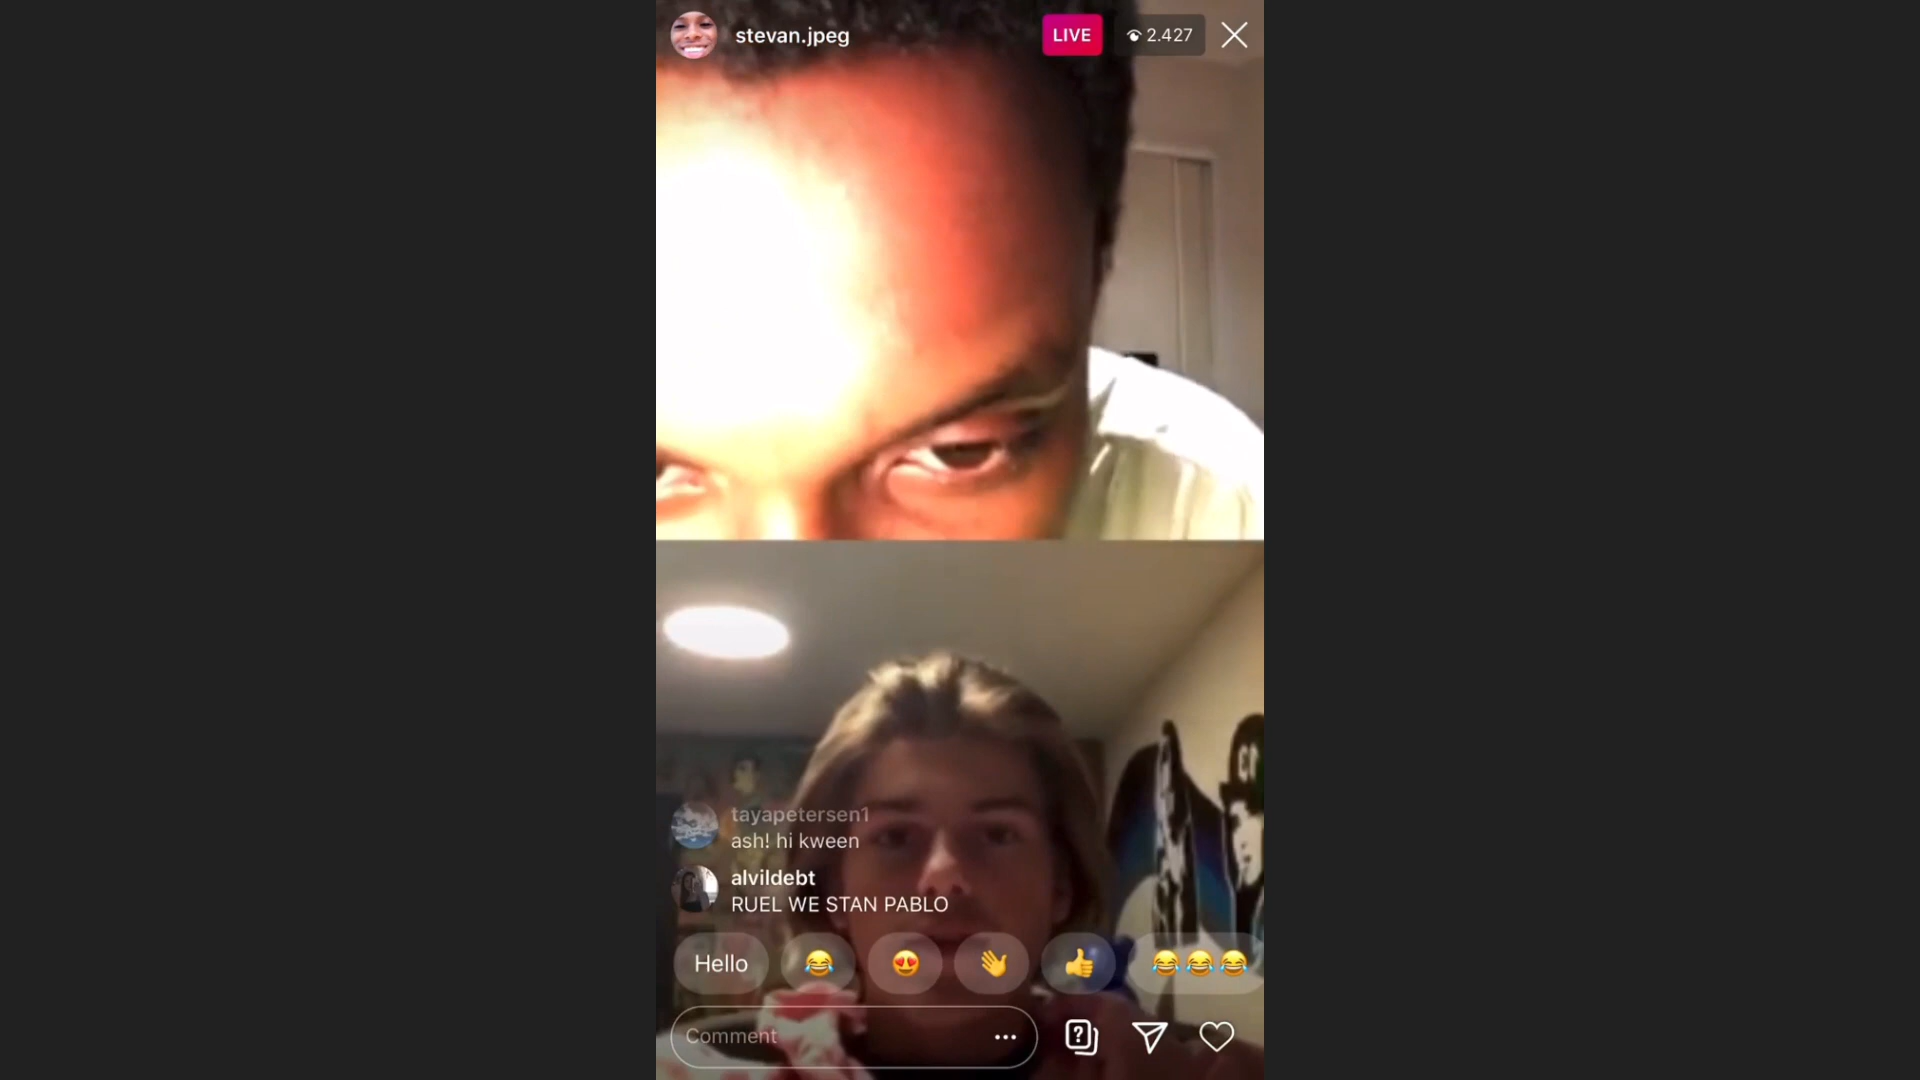 stevan.jpeg
LIVE
2.427
tayapetersen1
ash! hi kween
alvildebt
RUEL WE STAN PABLO
Hello
Comment